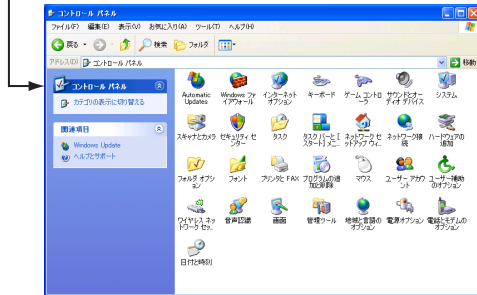 コントロール パネル
ファイル(F) 編集(E) 表示(V) お気に入り(A) ツール(T) ヘルプ(H)
戻る 検索 フォルダ
アドレス(D) コントロール パネル 移動
コントロール パネル
カテゴリの表示に切り替える
関連項目
Windows Update
ヘルプとサポート
Automatic Updates
Windows ファイアウォール
インターネット オプション
キーボード
ゲーム コントローラ
サウンドとオーディオ デバイス
システム
スキャナとカメラ
セキュリティ センター
タスク
タスク バーと [スタート] メニ...
ネットワーク セットアップ ウィ...
ネットワーク接続
ハードウェアの追加
フォルダ オプション
フォント
プリンタと FAX
プログラムの追加と削除
マウス
ユーザー アカウント
ユーザー補助のオプション
ワイヤレス ネットワーク セッ...
音声認識
画面
管理ツール
地域と言語のオプション
電源オプション
電話とモデムのオプション
日付と時刻